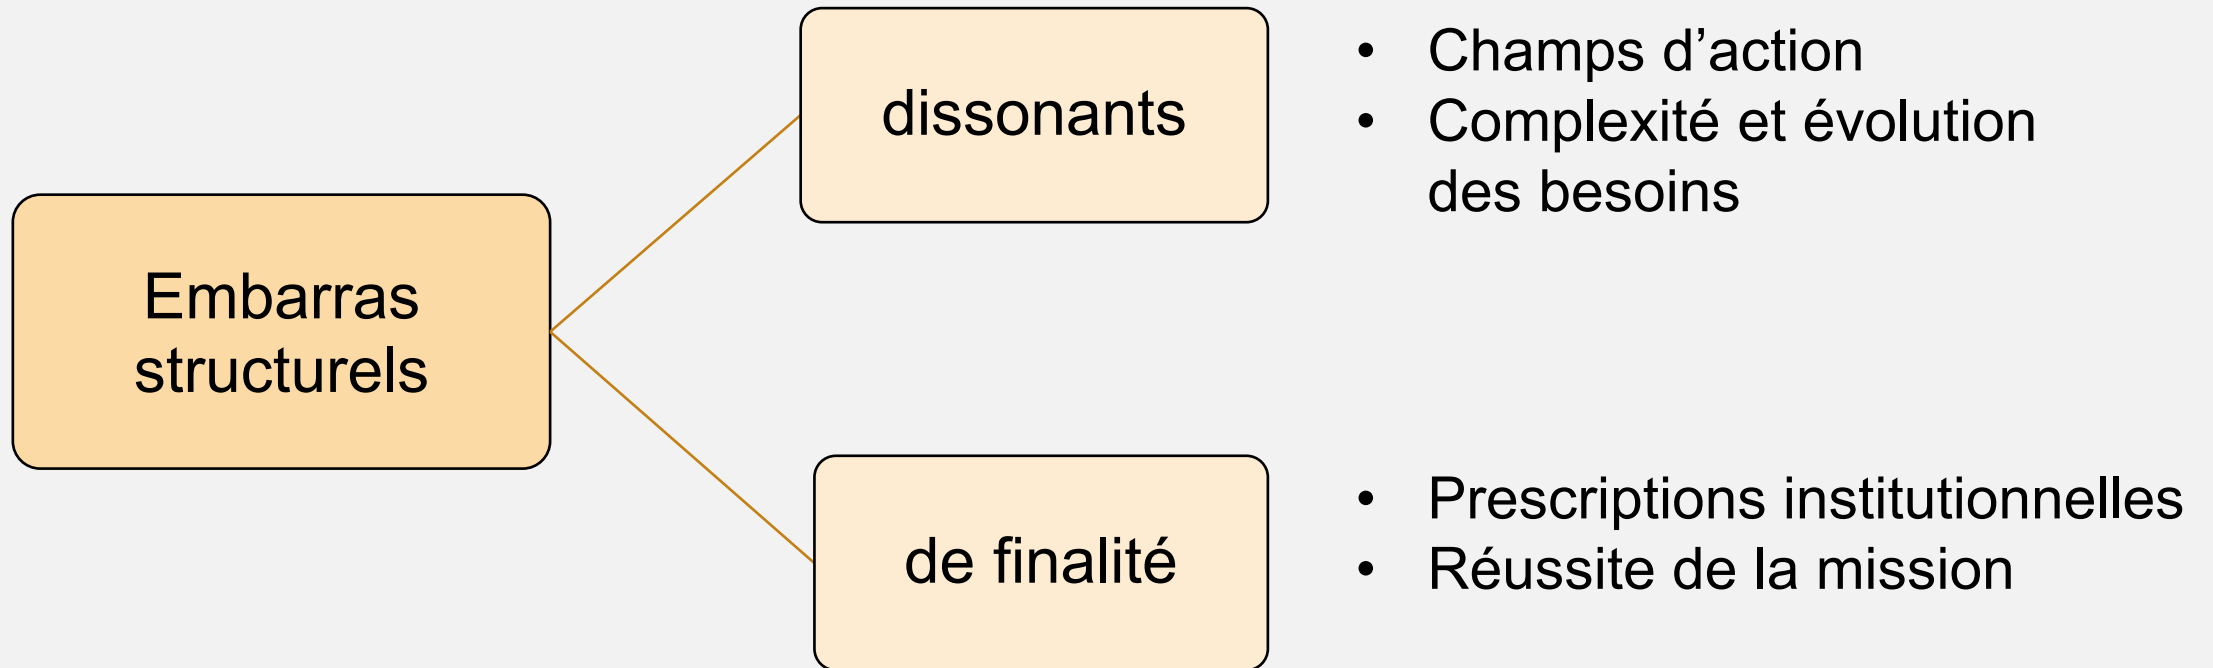 Embarras
structurels
dissonants
• Champs d’action
• Complexité et évolution
des besoins
de finalité
• Prescriptions institutionnelles
• Réussite de la mission